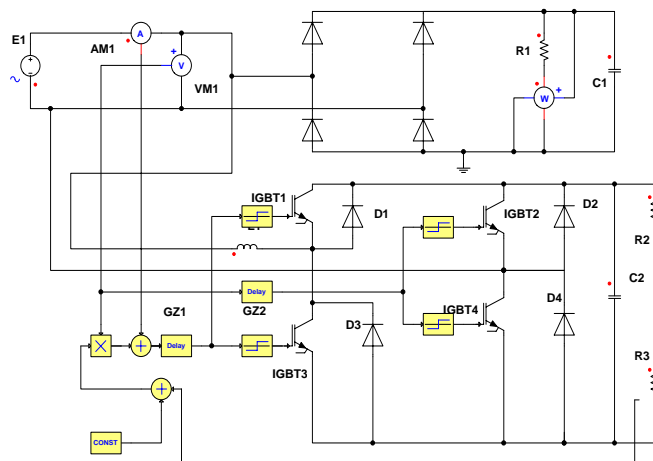 E1
A
AM1
+
V
VM1
R1
+
W
C1
IGBT1
D1
IGBT2
D2
R2
Delay
GZ1
GZ2
IGBT4
C2
D4
D3
Delay
IGBT3
R3
CONST